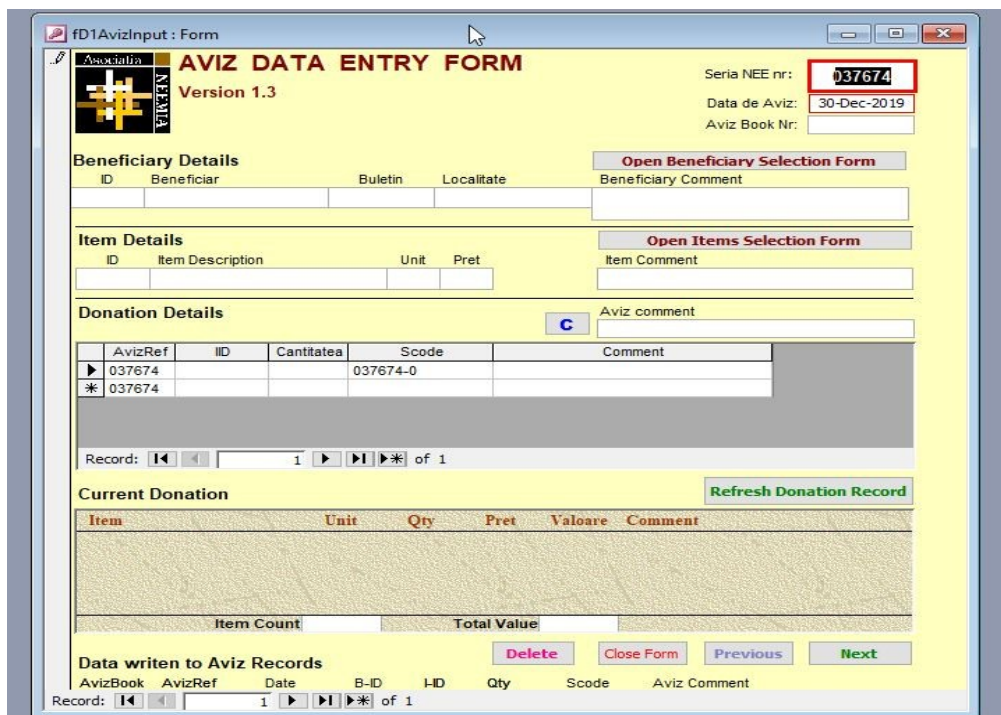 fD1AvizInput : Form
Asociatia
NEEMIA
AVIZ DATA ENTRY FORM
Version 1.3
Seria NEE nr: 037674
Data de Aviz: 30-Dec-2019
Aviz Book Nr:
Beneficiary Details
Open Beneficiary Selection Form
ID Beneficiar Buletin Localitate Beneficiary Comment
Item Details
Open Items Selection Form
ID Item Description Unit Pret Item Comment
Donation Details
C
Aviz comment
AvizRef IID Cantitatea Scode Comment
037674 037674-0
037674
Record: 1 of 1
Current Donation
Refresh Donation Record
Item Unit Qty Pret Valoare Comment
Item Count Total Value
Delete Close Form Previous Next
Data writen to Aviz Records
AvizBook AvizRef Date B-ID I-ID Qty Scode Aviz Comment
Record: 1 of 1